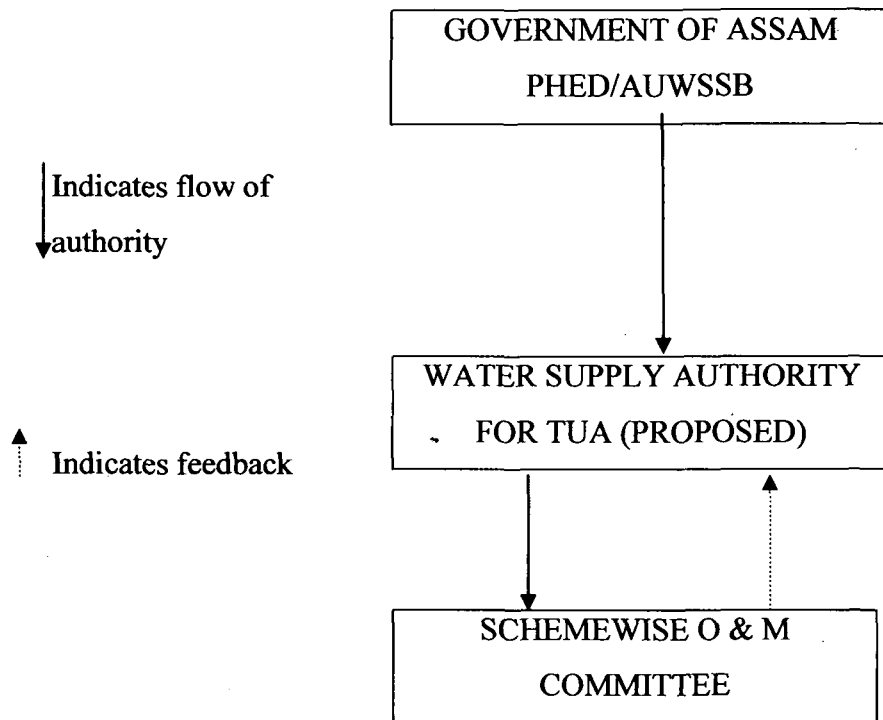 GOVERNMENT OF ASSAM
PHED/AUWSSB
Indicates flow of
authority
WATER SUPPLY AUTHORITY
FOR TUA (PROPOSED)
Indicates feedback
SCHEMEWISE O & M
COMMITTEE